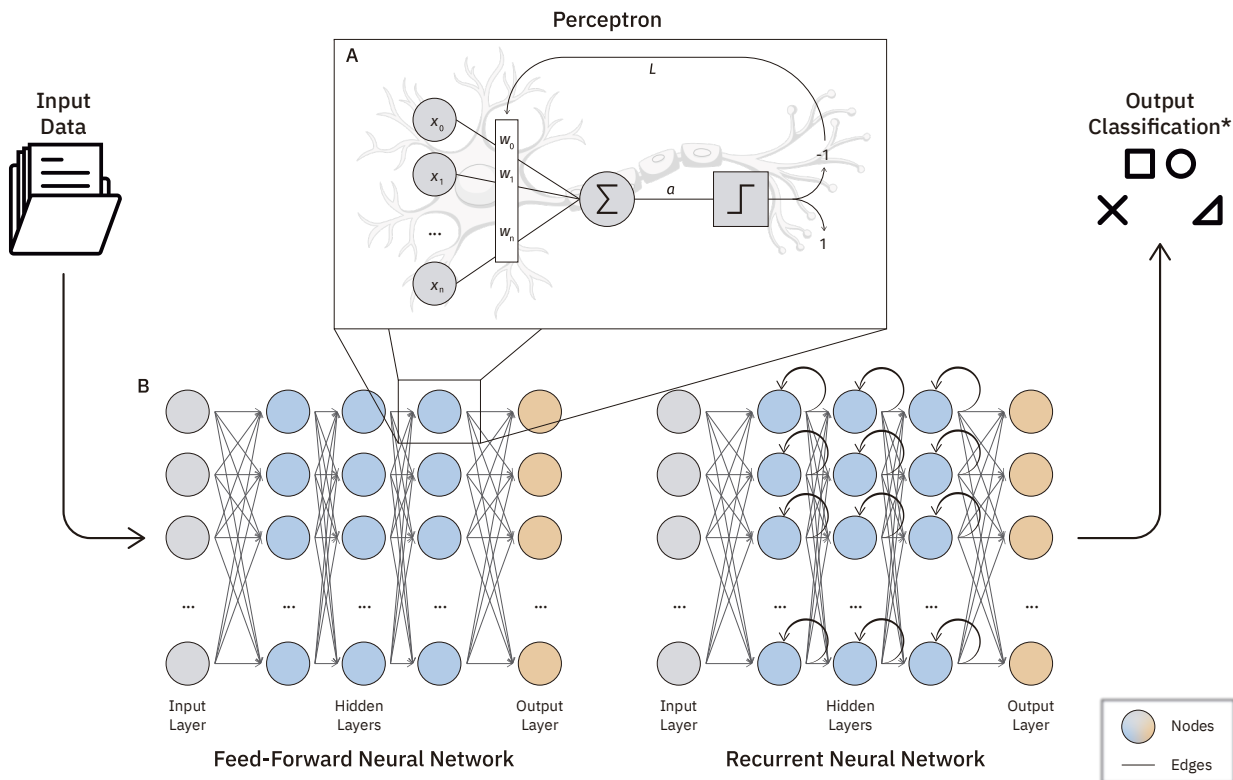 Perceptron
A
L
Input
Data
x0
w0
x1
w1
...
wn
xn
Σ
a
-1
1
Output
Classification*
B
... ... ... ... ...
... ... ... ... ...
Input
Layer
Hidden
Layers
Output
Layer
Feed-Forward Neural Network
Input
Layer
Hidden
Layers
Output
Layer
Recurrent Neural Network
Nodes
Edges